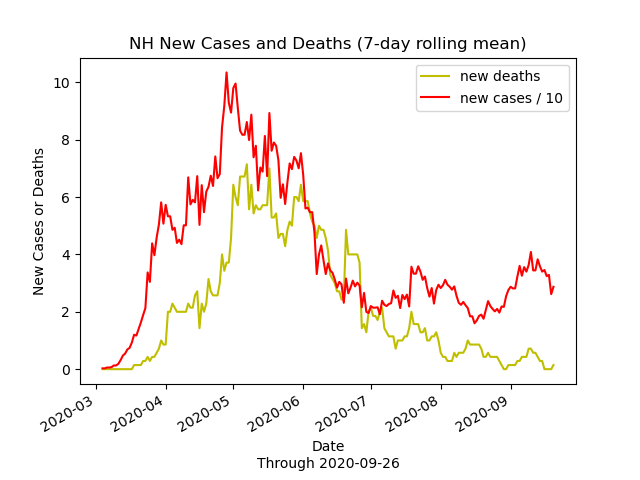 NH New Cases and Deaths (7-day rolling mean)
new deaths
new cases / 10
New Cases or Deaths
10
8
6
4
2
0
2020-03
2020-04
2020-05
2020-06
2020-07
2020-08
2020-09
Date
Through 2020-09-26